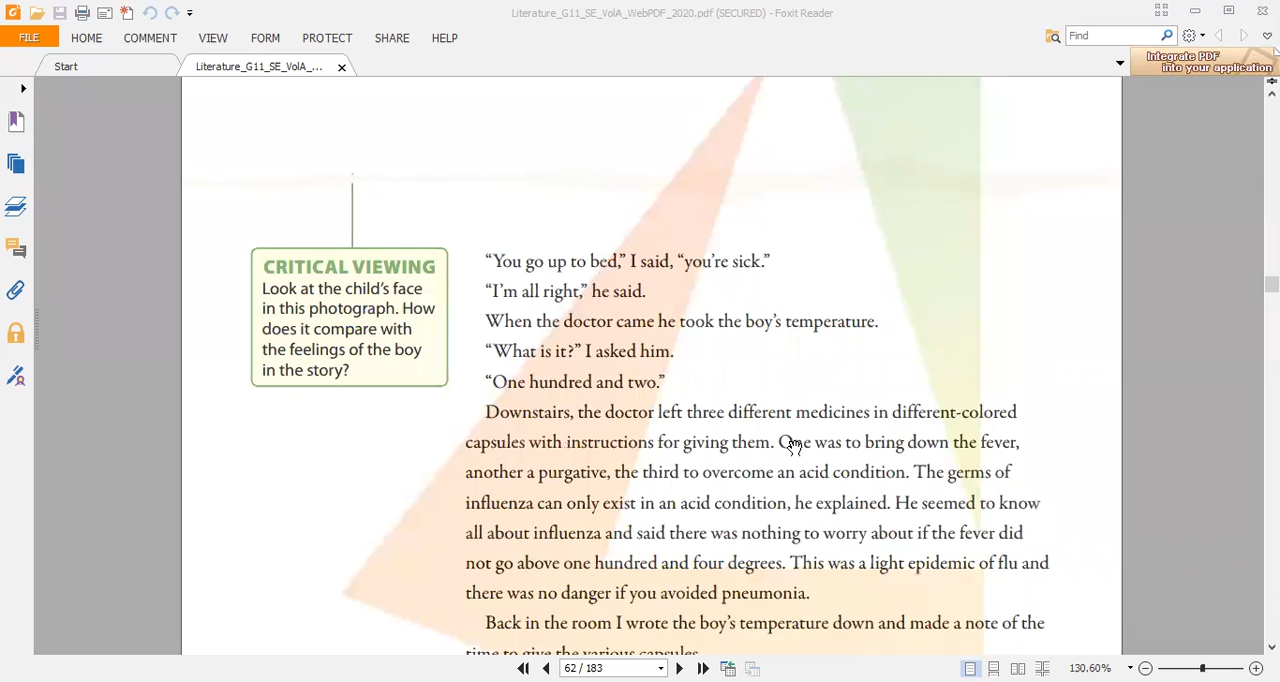 Literature_G11_SE_VolA_WebPDF_2020.pdf (SECURED) - Foxit Reader
FILE HOME COMMENT VIEW FORM PROTECT SHARE HELP
Find
Start Literature_G11_SE_VolA_...
Integrate PDF
into your application
“You go up to bed,” I said, “you’re sick.”
“I’m all right,” he said.
When the doctor came he took the boy’s temperature.
“What is it?” I asked him.
“One hundred and two.”
Downstairs, the doctor left three different medicines in different-colored
capsules with instructions for giving them. One was to bring down the fever,
another a purgative, the third to overcome an acid condition. The germs of
influenza can only exist in an acid condition, he explained. He seemed to know
all about influenza and said there was nothing to worry about if the fever did
not go above one hundred and four degrees. This was a light epidemic of flu and
there was no danger if you avoided pneumonia.
Back in the room I wrote the boy’s temperature down and made a note of the
time to give the various capsules.
CRITICAL VIEWING
Look at the child’s face
in this photograph. How
does it compare with
the feelings of the boy
in the story?
62 / 183
130.60%